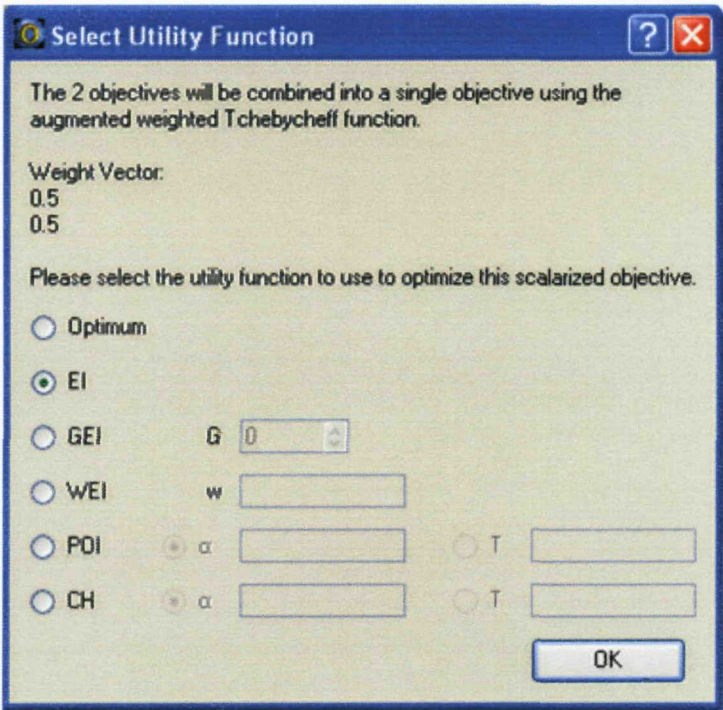 Select Utility Function
The 2 objectives will be combined into a single objective using the
augmented weighted Tchebycheff function.
Weight Vector:
0.5
0.5
Please select the utility function to use to optimize this scalarized objective.
Optimum
EI
GEI G 0
WEI w
POI α T
CH α T
OK